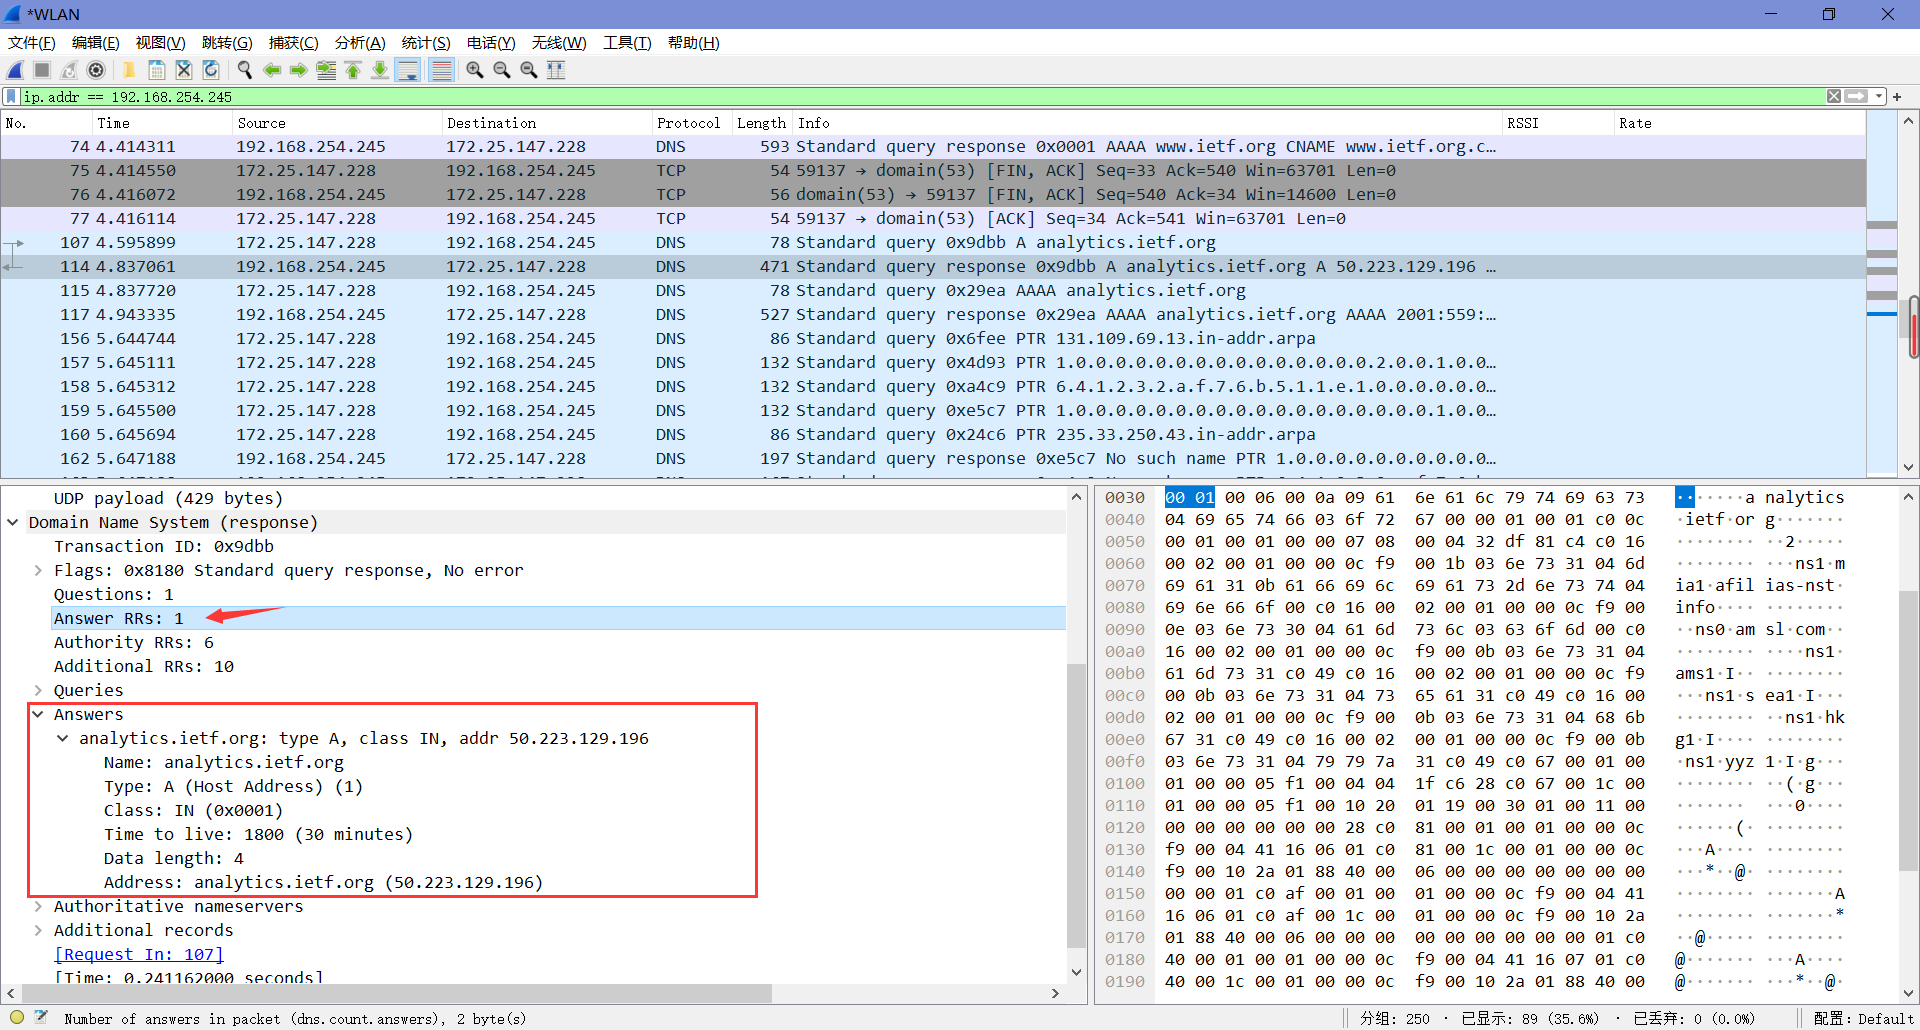 *WLAN
文件(F) 编辑(E) 视图(V) 跳转(G) 捕获(C) 分析(A) 统计(S) 电话(Y) 无线(W) 工具(T) 帮助(H)
ip.addr == 192.168.254.245
No. Time Source Destination Protocol Length Info RSSI Rate
74 4.414311 192.168.254.245 172.25.147.228 DNS 593 Standard query response 0x0001 AAAA www.ietf.org CNAME www.ietf.org.c…
75 4.414550 172.25.147.228 192.168.254.245 TCP 54 59137 → domain(53) [FIN, ACK] Seq=33 Ack=540 Win=63701 Len=0
76 4.416072 192.168.254.245 172.25.147.228 TCP 56 domain(53) → 59137 [FIN, ACK] Seq=540 Ack=34 Win=14600 Len=0
77 4.416114 172.25.147.228 192.168.254.245 TCP 54 59137 → domain(53) [ACK] Seq=34 Ack=541 Win=63701 Len=0
107 4.595899 172.25.147.228 192.168.254.245 DNS 78 Standard query 0x9dbb A analytics.ietf.org
114 4.837061 192.168.254.245 172.25.147.228 DNS 471 Standard query response 0x9dbb A analytics.ietf.org A 50.223.129.196 …
115 4.837720 172.25.147.228 192.168.254.245 DNS 78 Standard query 0x29ea AAAA analytics.ietf.org
117 4.943335 192.168.254.245 172.25.147.228 DNS 527 Standard query response 0x29ea AAAA analytics.ietf.org AAAA 2001:559:…
156 5.644744 172.25.147.228 192.168.254.245 DNS 86 Standard query 0x6fee PTR 131.109.69.13.in-addr.arpa
157 5.645111 172.25.147.228 192.168.254.245 DNS 132 Standard query 0x4d93 PTR 1.0.0.0.0.0.0.0.0.0.0.0.0.0.0.0.2.0.0.1.0.0…
158 5.645312 172.25.147.228 192.168.254.245 DNS 132 Standard query 0xa4c9 PTR 6.4.1.2.3.2.a.f.7.6.b.5.1.1.e.1.0.0.0.0.0.0…
159 5.645500 172.25.147.228 192.168.254.245 DNS 132 Standard query 0xe5c7 PTR 1.0.0.0.0.0.0.0.0.0.0.0.0.0.0.0.0.0.0.1.0.0…
160 5.645694 172.25.147.228 192.168.254.245 DNS 86 Standard query 0x24c6 PTR 235.33.250.43.in-addr.arpa
162 5.647188 192.168.254.245 172.25.147.228 DNS 197 Standard query response 0xe5c7 No such name PTR 1.0.0.0.0.0.0.0.0.0.0…
UDP payload (429 bytes)
Domain Name System (response)
Transaction ID: 0x9dbb
Flags: 0x8180 Standard query response, No error
Questions: 1
Answer RRs: 1
Authority RRs: 6
Additional RRs: 10
Queries
Answers
analytics.ietf.org: type A, class IN, addr 50.223.129.196
Name: analytics.ietf.org
Type: A (Host Address) (1)
Class: IN (0x0001)
Time to live: 1800 (30 minutes)
Data length: 4
Address: analytics.ietf.org (50.223.129.196)
Authoritative nameservers
Additional records
[Request In: 107]
[Time: 0.241162000 seconds]
0030 00 01 00 06 00 0a 09 61 6e 61 6c 79 74 69 63 73 ·······a nalytics
0040 04 69 65 74 66 03 6f 72 67 00 00 01 00 01 c0 0c ·ietf·or g·······
0050 00 01 00 01 00 00 07 08 00 04 32 df 81 c4 c0 16 ········ ··2·····
0060 00 02 00 01 00 00 0c f9 00 1b 03 6e 73 31 04 6d ········ ···ns1·m
0070 69 61 31 0b 61 66 69 6c 69 61 73 2d 6e 73 74 04 ia1·afil ias-nst·
0080 69 6e 66 6f 00 c0 16 00 02 00 01 00 00 0c f9 00 info···· ········
0090 0e 03 6e 73 30 04 61 6d 73 6c 03 63 6f 6d 00 c0 ··ns0·am sl·com··
00a0 16 00 02 00 01 00 00 0c f9 00 0b 03 6e 73 31 04 ········ ····ns1·
00b0 61 6d 73 31 c0 49 c0 16 00 02 00 01 00 00 0c f9 ams1·I·· ········
00c0 00 0b 03 6e 73 31 04 73 65 61 31 c0 49 c0 16 00 ···ns1·s ea1·I···
00d0 02 00 01 00 00 0c f9 00 0b 03 6e 73 31 04 68 6b ········ ··ns1·hk
00e0 67 31 c0 49 c0 16 00 02 00 01 00 00 0c f9 00 0b g1·I···· ········
00f0 03 6e 73 31 04 79 79 7a 31 c0 49 c0 67 00 01 00 ·ns1·yyz 1·I·g···
0100 01 00 00 05 f1 00 04 04 1f c6 28 c0 67 00 1c 00 ········ ··(·g···
0110 01 00 00 05 f1 00 10 20 01 19 00 30 01 00 11 00 ·······  ···0····
0120 00 00 00 00 00 00 28 c0 81 00 01 00 01 00 00 0c ······(· ········
0130 f9 00 04 41 16 06 01 c0 81 00 1c 00 01 00 00 0c ···A···· ········
0140 f9 00 10 2a 01 88 40 00 06 00 00 00 00 00 00 00 ···*··@· ········
0150 00 00 01 c0 af 00 01 00 01 00 00 0c f9 00 04 41 ········ ·······A
0160 16 06 01 c0 af 00 1c 00 01 00 00 0c f9 00 10 2a ········ ·······*
0170 01 88 40 00 06 00 00 00 00 00 00 00 00 00 01 c0 ··@····· ········
0180 40 00 01 00 01 00 00 0c f9 00 04 41 16 07 01 c0 @······· ···A····
0190 40 00 1c 00 01 00 00 0c f9 00 10 2a 01 88 40 00 @······· ···*··@·
Number of answers in packet (dns.count.answers), 2 byte(s) 分组: 250 · 已显示: 89 (35.6%) · 已丢弃: 0 (0.0%) 配置: Default